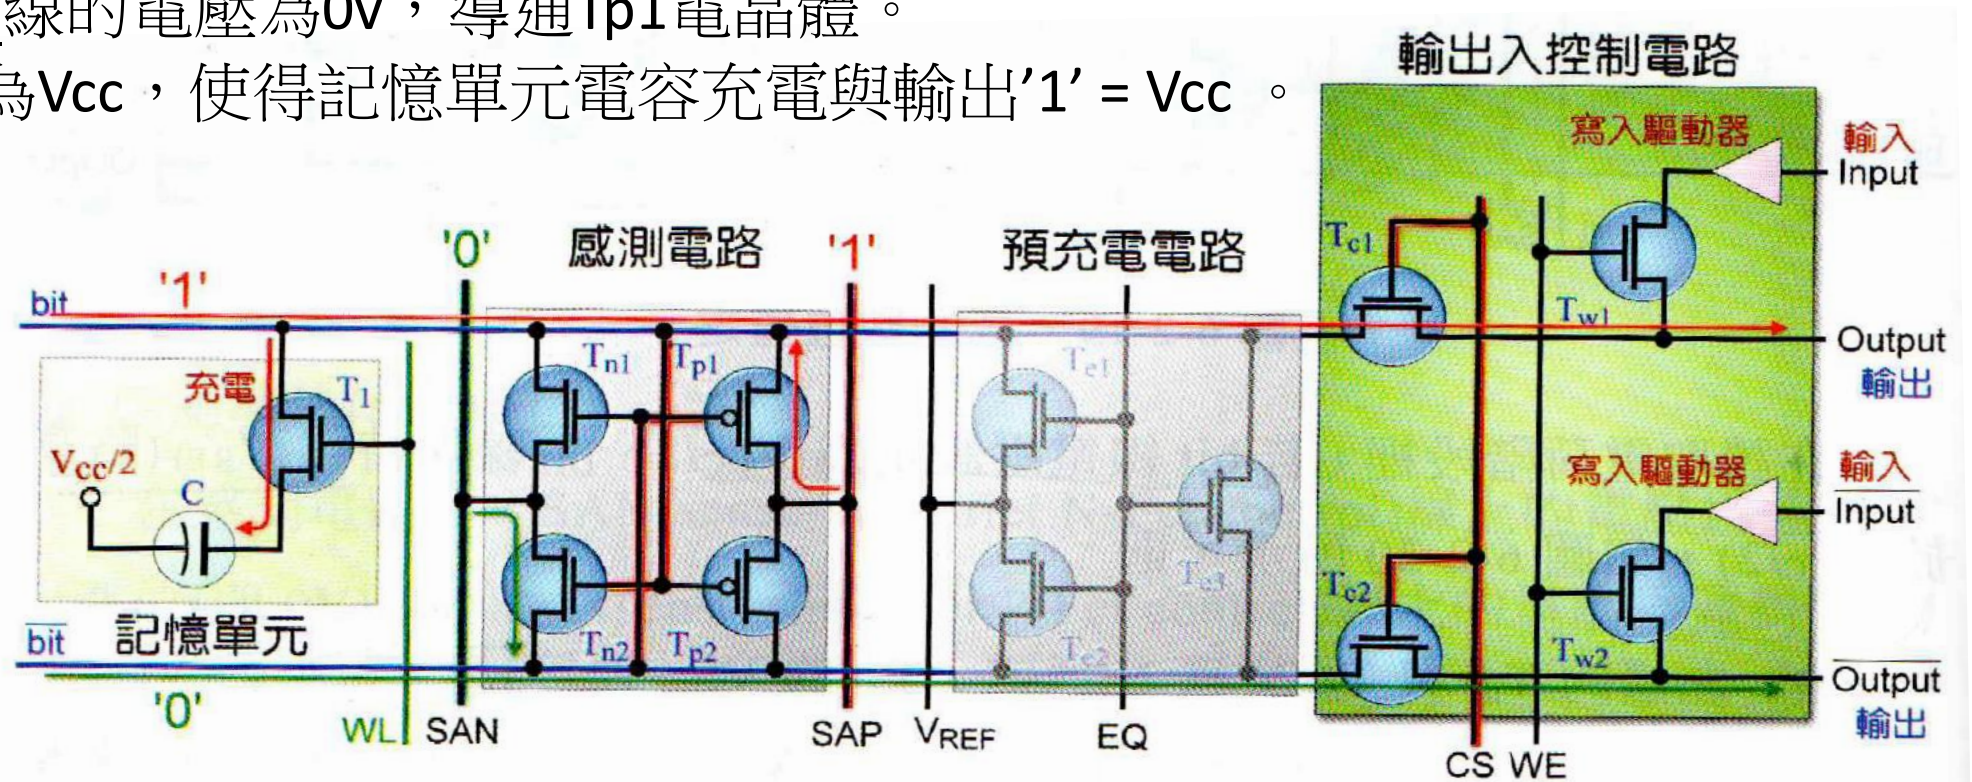 線的電壓為0V，導通Tp1電晶體。
為Vcc，使得記憶單元電容充電與輸出’1’ = Vcc 。
輸出入控制電路
寫入驅動器
輸入
Input
'0'
感測電路
'1'
預充電電路
Tc1
'1'
bit
Tn1
Tp1
Te1
Tw1
Output
輸出
充電
T1
Vcc/2
C
寫入驅動器
輸入
Input
Te3
Tc2
bit
記憶單元
Tn2
Tp2
Te2
Tw2
Output
輸出
'0'
WL
SAN
SAP
VREF
EQ
CS
WE